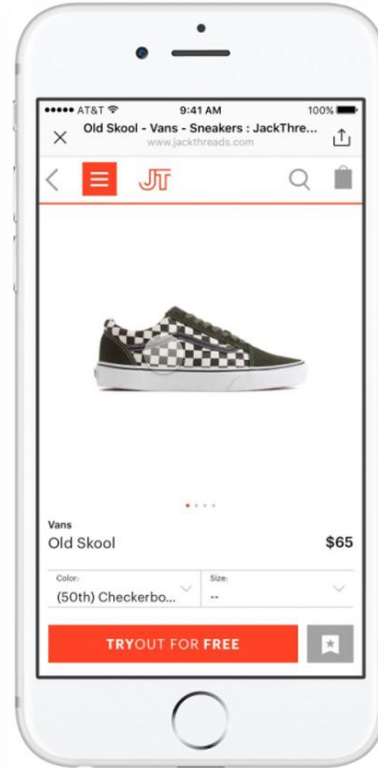 AT&T 9:41 AM 100%
Old Skool - Vans - Sneakers : JackThre...
www.jackthreads.com
JT
Vans
Old Skool $65
Color: Size:
(50th) Checkerbo... --
TRYOUT FOR FREE